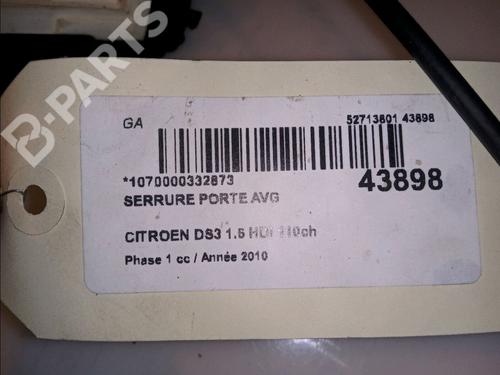 B-PARTS
GA
52713801 43898
*1070000332873
43898
SERRURE PORTE AVG
CITROEN DS3 1.6 HDI 110ch
Phase 1 cc / Année 2010